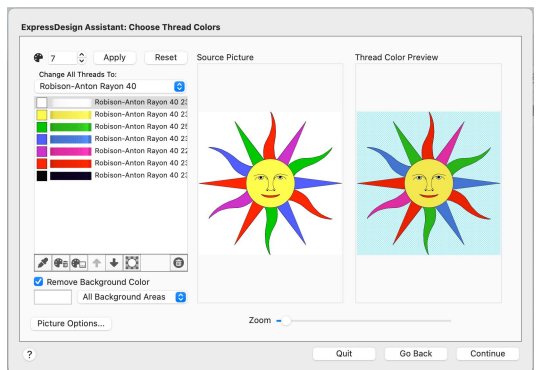 ExpressDesign Assistant: Choose Thread Colors
7
Apply
Reset
Source Picture
Thread Color Preview
Change All Threads To:
Robison-Anton Rayon 40
Robison-Anton Rayon 40 23
Robison-Anton Rayon 40 23
Robison-Anton Rayon 40 25
Robison-Anton Rayon 40 23
Robison-Anton Rayon 40 22
Robison-Anton Rayon 40 23
Robison-Anton Rayon 40 23
Remove Background Color
All Background Areas
Picture Options...
Zoom
?
Quit
Go Back
Continue